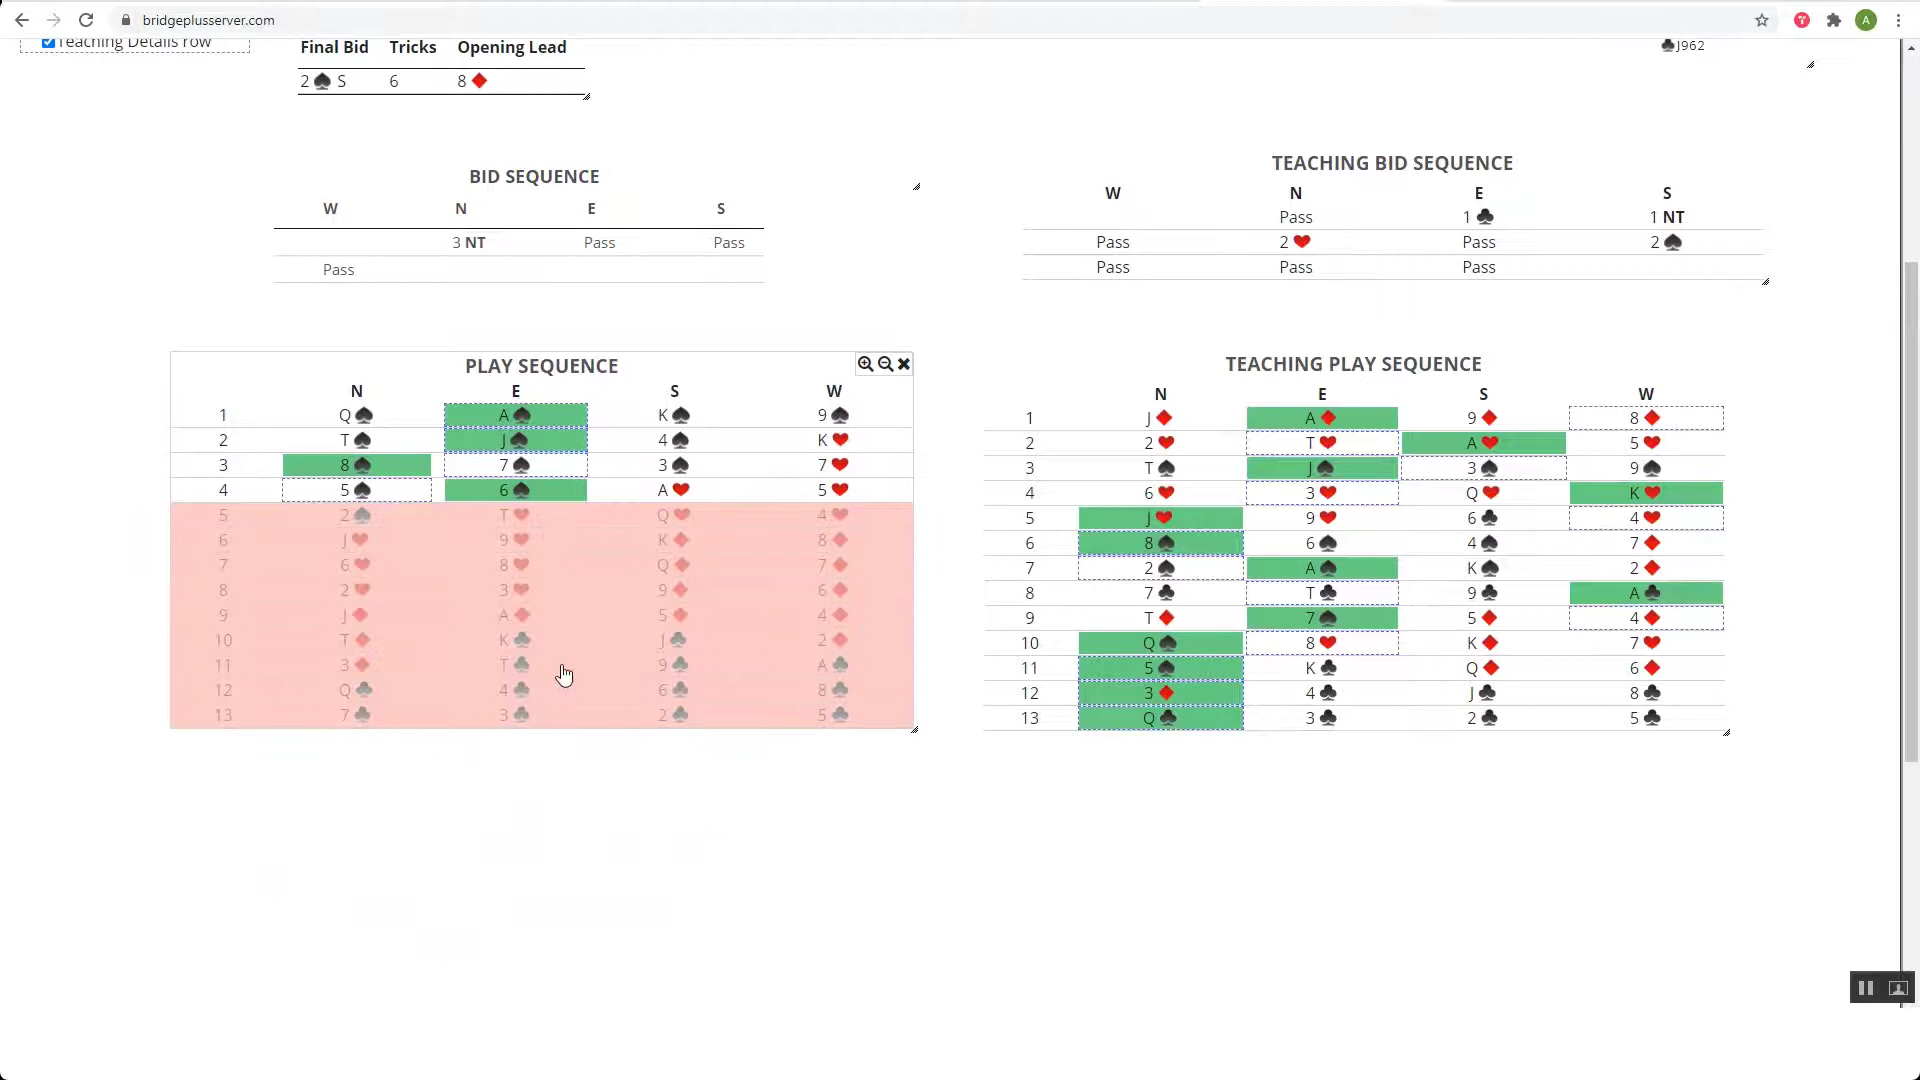 bridgeplusserver.com
A
Teaching Details row
Final Bid Tricks Opening Lead
♣J962
2 ♠ S 6 8 ♦
BID SEQUENCE
W N E S
3 NT Pass Pass
Pass
TEACHING BID SEQUENCE
W N E S
Pass 1 ♣ 1 NT
Pass 2 ♥ Pass 2 ♠
Pass Pass Pass
PLAY SEQUENCE
N E S W
1 Q♠ A♠ K♠ 9♠
2 T♠ J♠ 4♠ K♥
3 8♠ 7♠ 3♠ 7♥
4 5♠ 6♠ A♥ 5♥
5 2♠ T♥ Q♥ 4♥
6 J♥ 9♥ K♦ 8♦
7 6♥ 8♥ Q♦ 7♦
8 2♥ 3♥ 9♦ 6♦
9 J♦ A♦ 5♦ 4♦
10 T♦ K♣ J♣ 2♦
11 3♦ T♣ 9♣ A♣
12 Q♣ 4♣ 6♣ 8♣
13 7♣ 3♣ 2♣ 5♣
TEACHING PLAY SEQUENCE
N E S W
1 J♦ A♦ 9♦ 8♦
2 2♥ T♥ A♥ 5♥
3 T♠ J♠ 3♠ 9♠
4 6♥ 3♥ Q♥ K♥
5 J♥ 9♥ 6♣ 4♥
6 8♠ 6♠ 4♠ 7♦
7 2♠ A♠ K♠ 2♦
8 7♣ T♣ 9♣ A♣
9 T♦ 7♠ 5♦ 4♦
10 Q♠ 8♥ K♦ 7♥
11 5♠ K♣ Q♦ 6♦
12 3♦ 4♣ J♣ 8♣
13 Q♣ 3♣ 2♣ 5♣